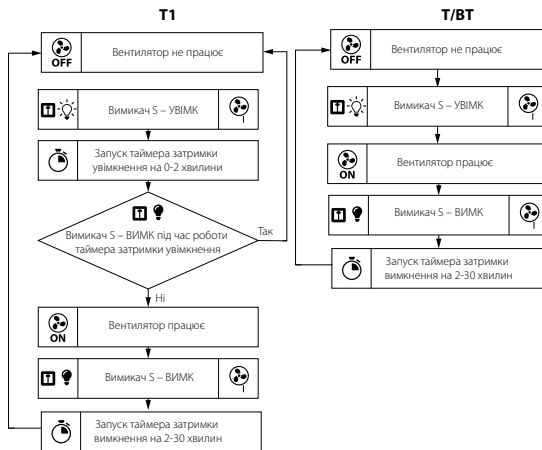 T1
OFF
Вентилятор не працює
Вимикач S – УВІМК
Запуск таймера затримки
увімкнення на 0-2 хвилини
Вимикач S – ВИМК під час роботи
таймера затримки увімкнення
Так
Ні
ON
Вентилятор працює
Вимикач S – ВИМК
Запуск таймера затримки
вимкнення на 2-30 хвилин
T/BT
OFF
Вентилятор не працює
Вимикач S – УВІМК
ON
Вентилятор працює
Вимикач S – ВИМК
Запуск таймера затримки
вимкнення на 2-30 хвилин